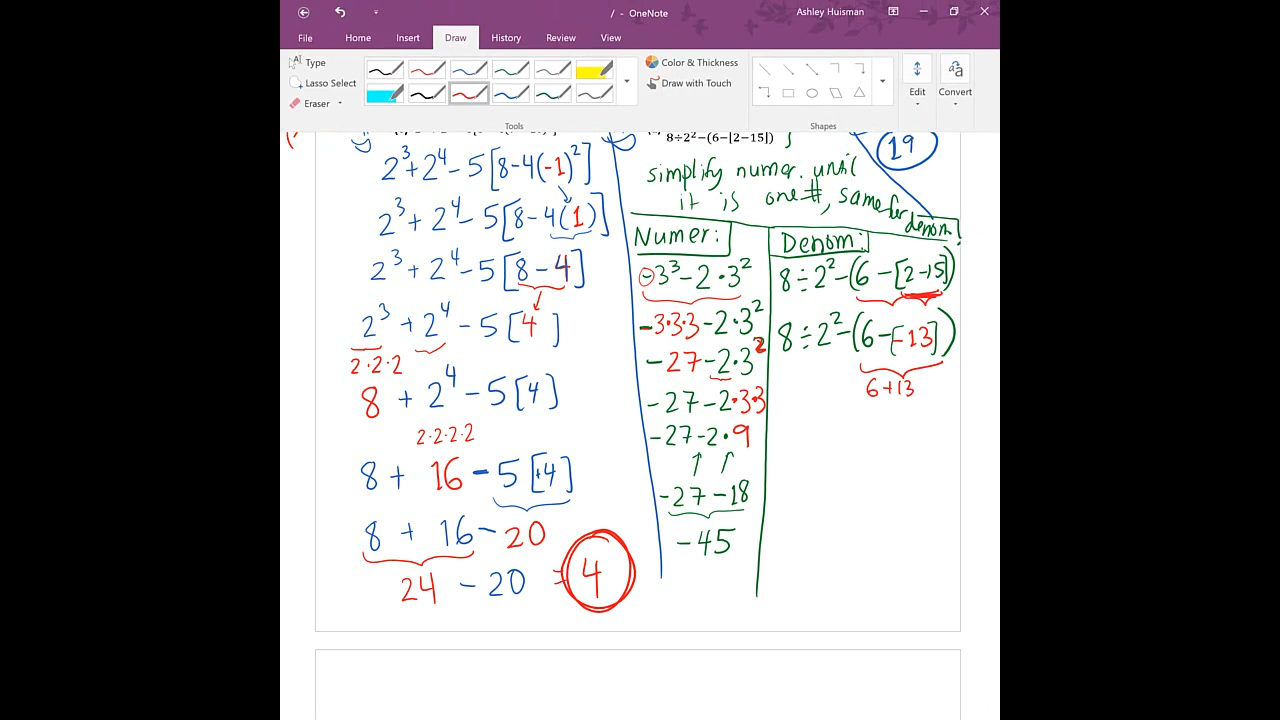 / - OneNote
Ashley Huisman
File Home Insert Draw History Review View
Type
Lasso Select
Eraser
Color & Thickness
Draw with Touch
Edit
Convert
Tools
Shapes
2³+2⁴-5[8-4(-1)²]
2³+2⁴-5[8-4(1)]
2³+2⁴-5[8-4]
2³+2⁴-5[4]
2·2·2
8+2⁴-5[4]
2·2·2·2
8+16-5[+4]
8+16-20
24-20=4
8÷2²-(6-[2-15])
19
simplify numer. until
it is one #, same for
denom!
Numer:
-3³-2·3²
-3·3·3-2·3²
-27-2·3²
-27-2·3·3
-27-2·9
-27-18
-45
Denom:
8÷2²-(6-[2-15])
8÷2²-(6-[-13])
6+13